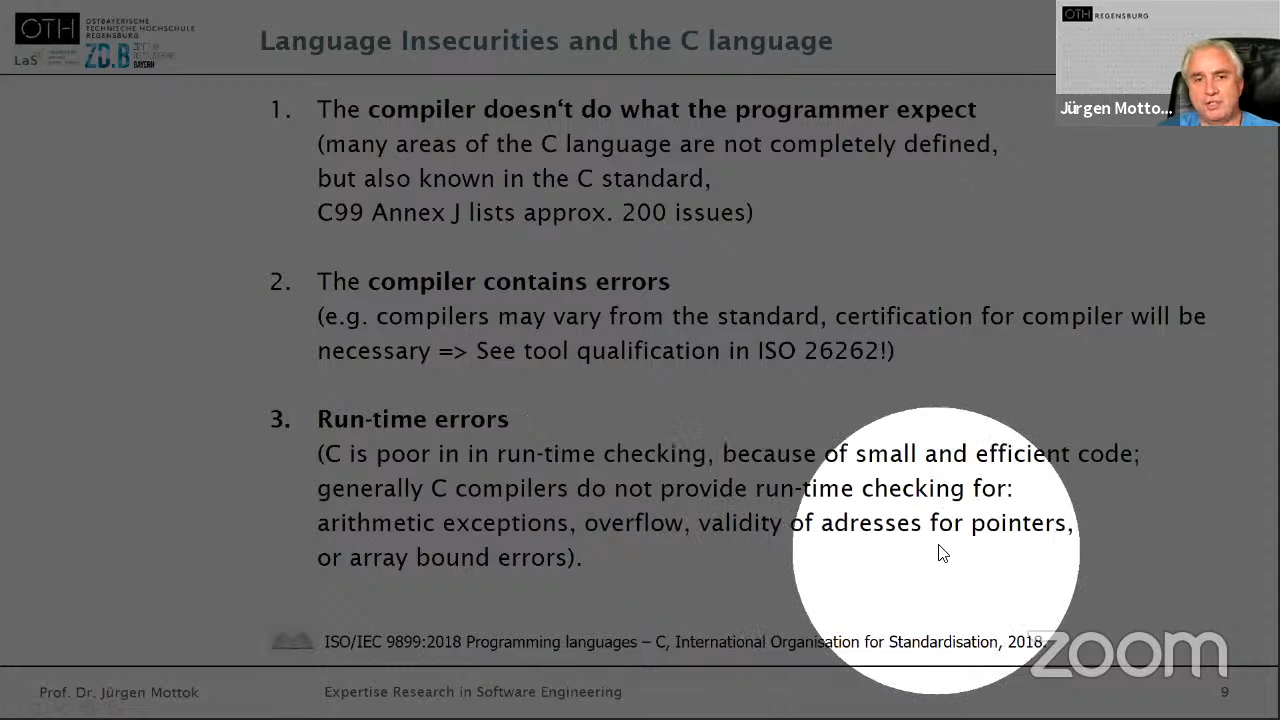 OTH
OSTBAYERISCHE
TECHNISCHE HOCHSCHULE
REGENSBURG
LaS³
ZD.B
BAYERN
Language Insecurities and the C language
OTH REGENSBURG
Jürgen Motto...
1. The compiler doesn‘t do what the programmer expect
(many areas of the C language are not completely defined,
but also known in the C standard,
C99 Annex J lists approx. 200 issues)
2. The compiler contains errors
(e.g. compilers may vary from the standard, certification for compiler will be
necessary => See tool qualification in ISO 26262!)
3. Run-time errors
(C is poor in in run-time checking, because of small and efficient code;
generally C compilers do not provide run-time checking for:
arithmetic exceptions, overflow, validity of adresses for pointers,
or array bound errors).
ISO/IEC 9899:2018 Programming languages – C, International Organisation for Standardisation, 2018.
zoom
Prof. Dr. Jürgen Mottok
Expertise Research in Software Engineering
9